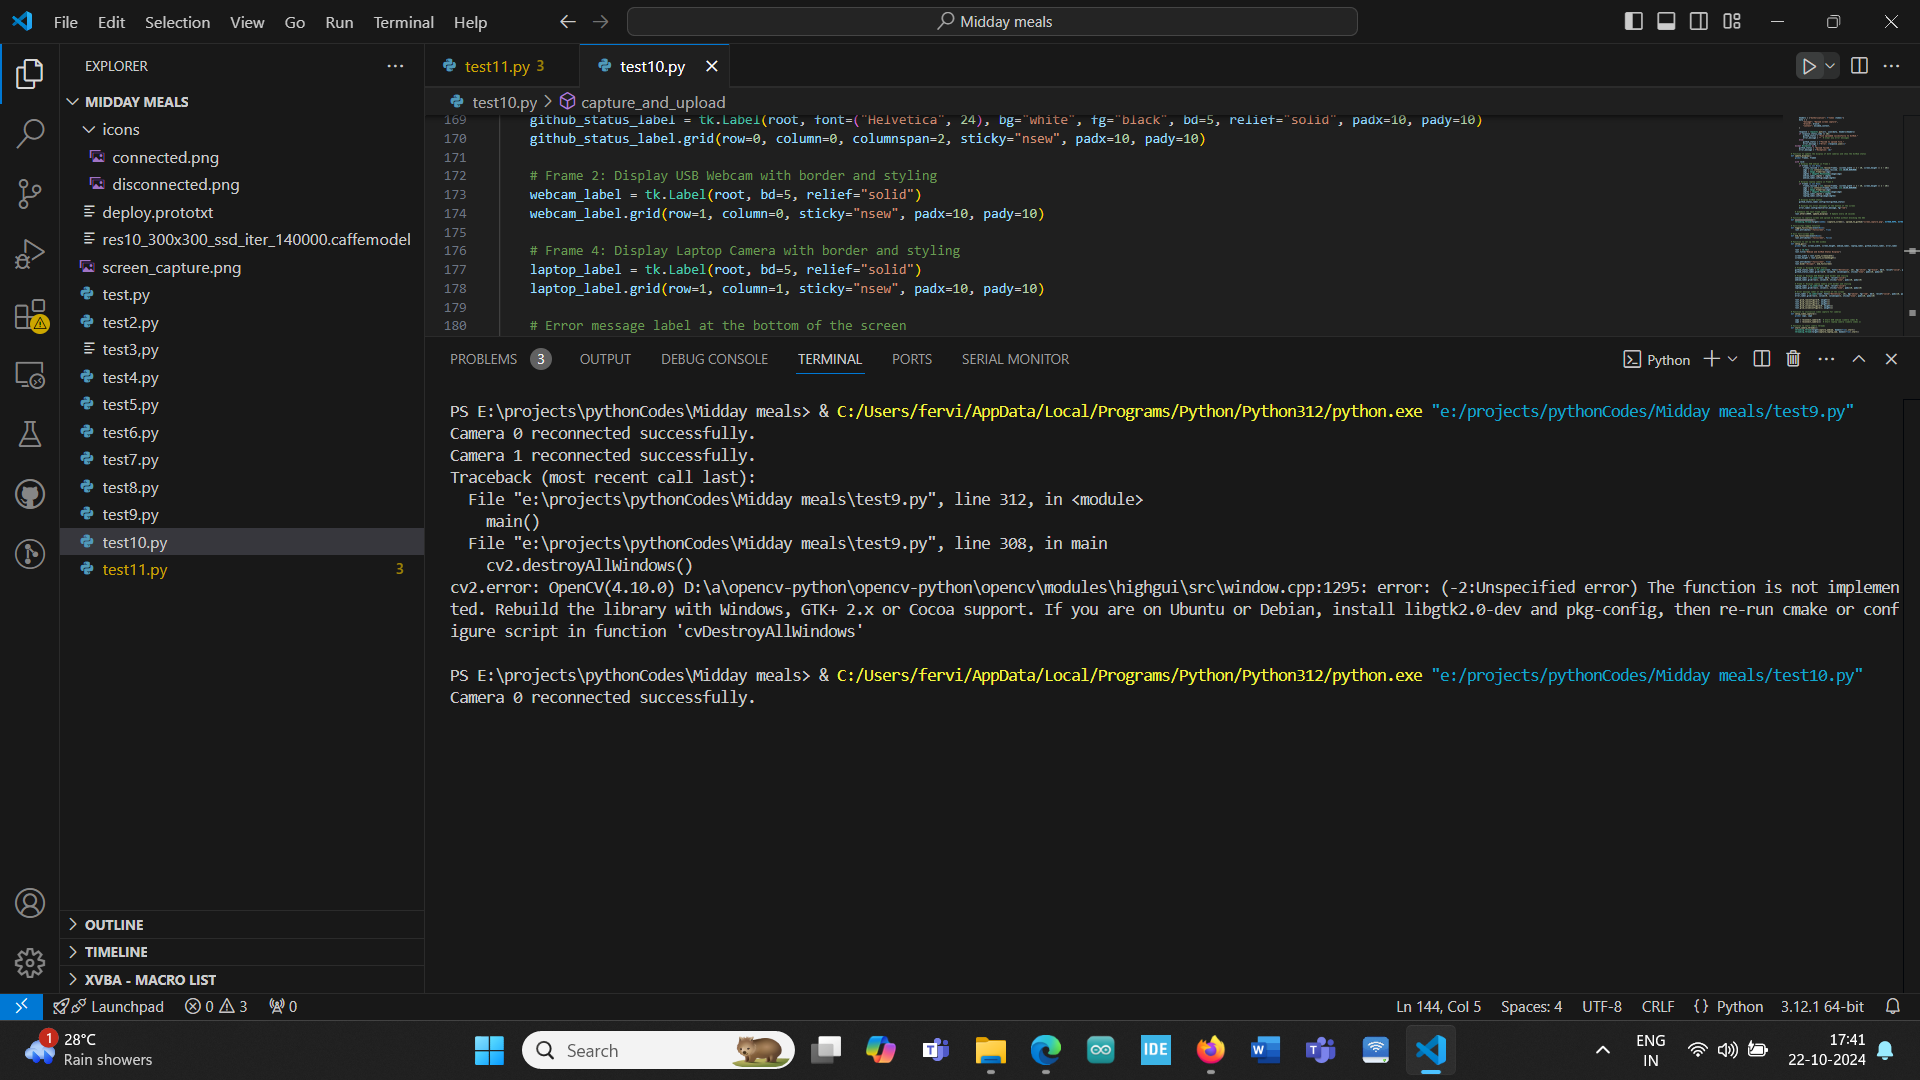 File Edit Selection View Go Run Terminal Help
Midday meals
EXPLORER
MIDDAY MEALS
icons
connected.png
disconnected.png
deploy.prototxt
res10_300x300_ssd_iter_140000.caffemodel
screen_capture.png
test.py
test2.py
test3,py
test4.py
test5.py
test6.py
test7.py
test8.py
test9.py
test10.py
test11.py 3
OUTLINE
TIMELINE
XVBA - MACRO LIST
test11.py 3
test10.py
test10.py > capture_and_upload
169 github_status_label = tk.Label(root, font=("Helvetica", 24), bg="white", fg="black", bd=5, relief="solid", padx=10, pady=10)
170 github_status_label.grid(row=0, column=0, columnspan=2, sticky="nsew", padx=10, pady=10)
171
172 # Frame 2: Display USB Webcam with border and styling
173 webcam_label = tk.Label(root, bd=5, relief="solid")
174 webcam_label.grid(row=1, column=0, sticky="nsew", padx=10, pady=10)
175
176 # Frame 4: Display Laptop Camera with border and styling
177 laptop_label = tk.Label(root, bd=5, relief="solid")
178 laptop_label.grid(row=1, column=1, sticky="nsew", padx=10, pady=10)
179
180 # Error message label at the bottom of the screen
PROBLEMS 3 OUTPUT DEBUG CONSOLE TERMINAL PORTS SERIAL MONITOR
Python
PS E:\projects\pythonCodes\Midday meals> & C:/Users/fervi/AppData/Local/Programs/Python/Python312/python.exe "e:/projects/pythonCodes/Midday meals/test9.py"
Camera 0 reconnected successfully.
Camera 1 reconnected successfully.
Traceback (most recent call last):
File "e:\projects\pythonCodes\Midday meals\test9.py", line 312, in <module>
main()
File "e:\projects\pythonCodes\Midday meals\test9.py", line 308, in main
cv2.destroyAllWindows()
cv2.error: OpenCV(4.10.0) D:\a\opencv-python\opencv-python\opencv\modules\highgui\src\window.cpp:1295: error: (-2:Unspecified error) The function is not implemen
ted. Rebuild the library with Windows, GTK+ 2.x or Cocoa support. If you are on Ubuntu or Debian, install libgtk2.0-dev and pkg-config, then re-run cmake or conf
igure script in function 'cvDestroyAllWindows'
PS E:\projects\pythonCodes\Midday meals> & C:/Users/fervi/AppData/Local/Programs/Python/Python312/python.exe "e:/projects/pythonCodes/Midday meals/test10.py"
Camera 0 reconnected successfully.
Launchpad 0 3 0
Ln 144, Col 5 Spaces: 4 UTF-8 CRLF {} Python 3.12.1 64-bit
1
28°C
Rain showers
Search
IDE
ENG
IN
17:41
22-10-2024